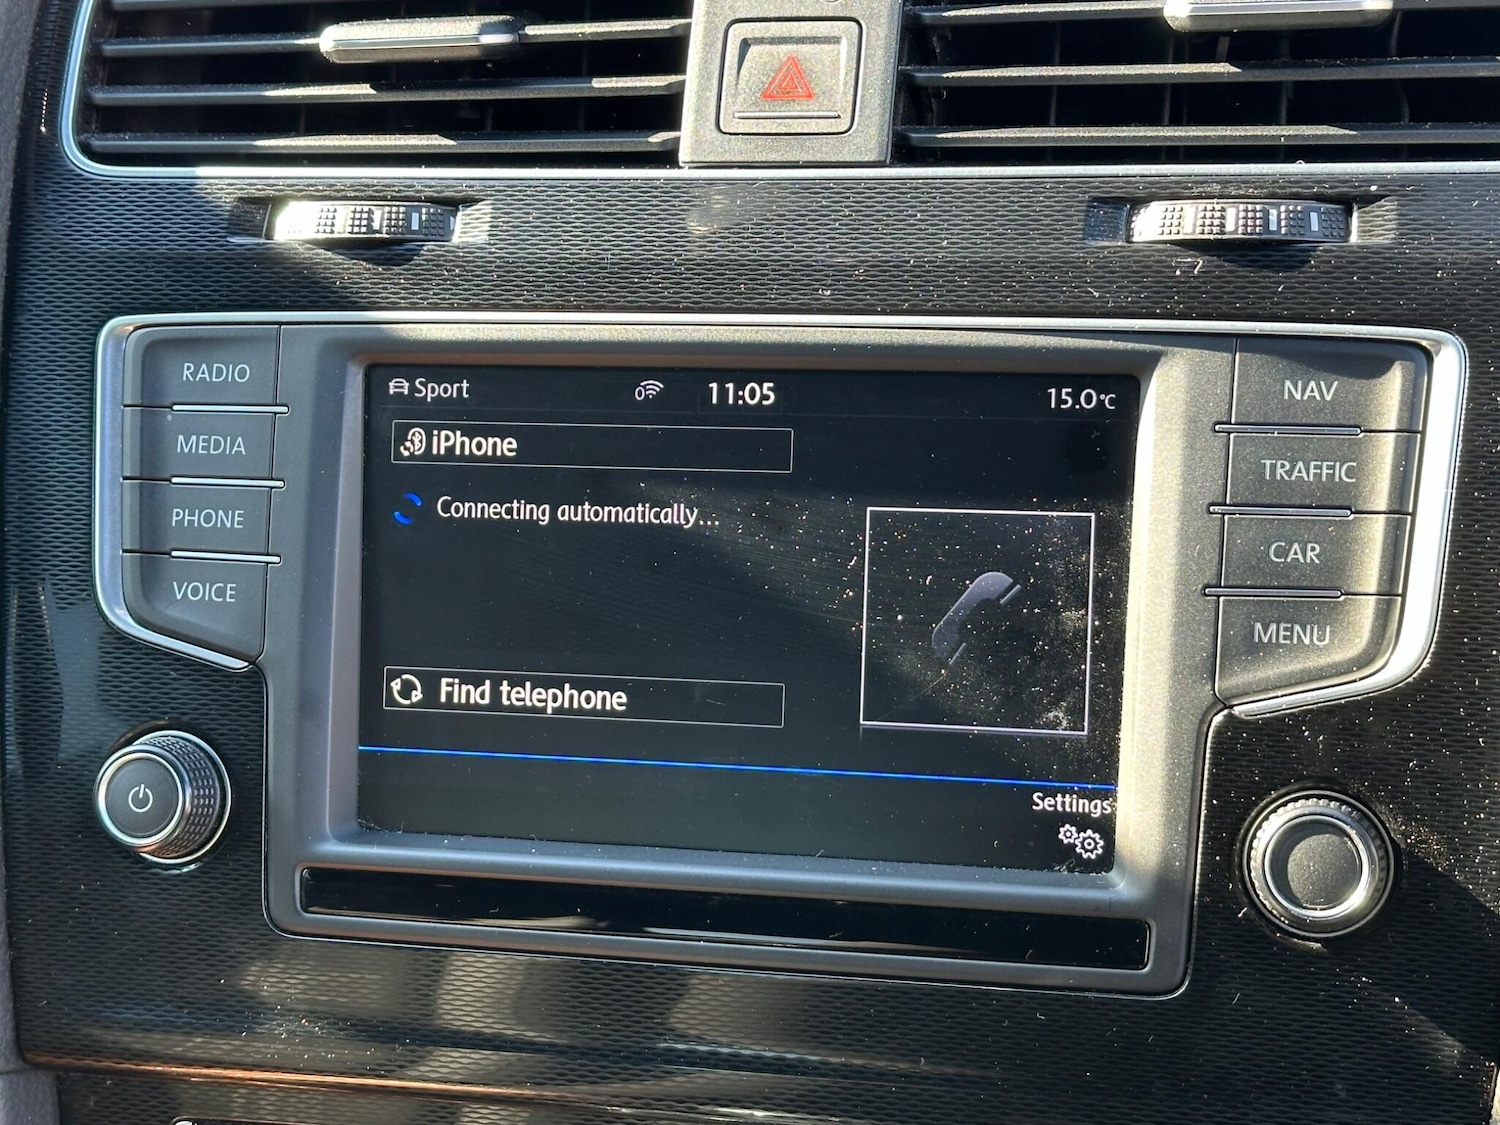 RADIO
MEDIA
PHONE
VOICE
Sport
0
11:05
15.0°C
iPhone
Connecting automatically...
Find telephone
Settings
NAV
TRAFFIC
CAR
MENU